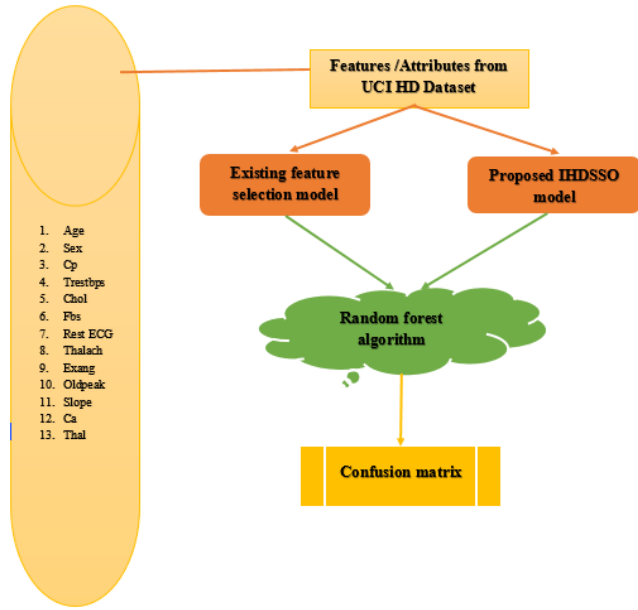 Features /Attributes from
UCI HD Dataset
Existing feature
selection model
Proposed IHDSSO
model
1. Age
2. Sex
3. Cp
4. Trestbps
5. Chol
6. Fbs
7. Rest ECG
8. Thalach
9. Exang
10. Oldpeak
11. Slope
12. Ca
13. Thal
Random forest
algorithm
Confusion matrix